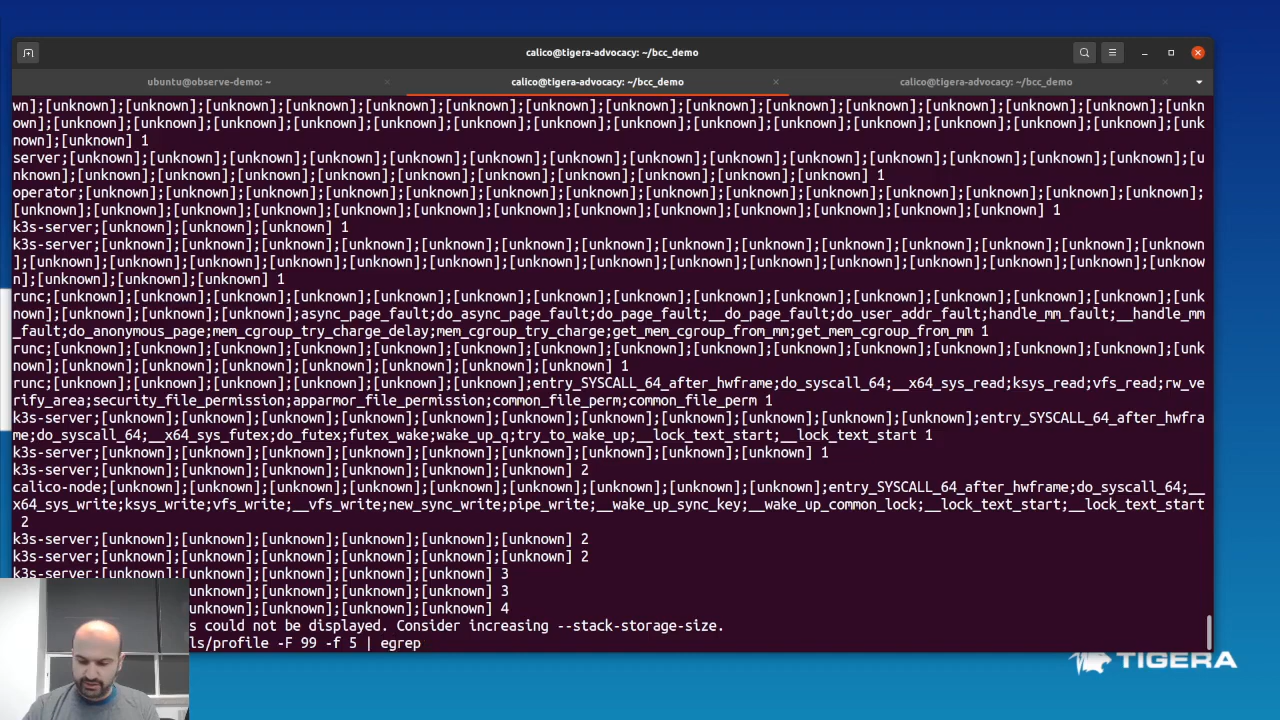 calico@tigera-advocacy: ~/bcc_demo
ubuntu@observe-demo: ~
calico@tigera-advocacy: ~/bcc_demo
calico@tigera-advocacy: ~/bcc_demo
wn];[unknown];[unknown];[unknown];[unknown];[unknown];[unknown];[unknown];[unknown];[unknown];[unknown];[unknown];[unknown];[unknown];[unkn
own];[unknown];[unknown];[unknown];[unknown];[unknown];[unknown];[unknown];[unknown];[unknown];[unknown];[unknown];[unknown];[unknown];[unk
nown];[unknown] 1
server;[unknown];[unknown];[unknown];[unknown];[unknown];[unknown];[unknown];[unknown];[unknown];[unknown];[unknown];[unknown];[unknown];[u
nknown];[unknown];[unknown];[unknown];[unknown];[unknown];[unknown];[unknown];[unknown];[unknown] 1
operator;[unknown];[unknown];[unknown];[unknown];[unknown];[unknown];[unknown];[unknown];[unknown];[unknown];[unknown];[unknown];[unknown];[unknown];
[unknown];[unknown];[unknown];[unknown];[unknown];[unknown];[unknown];[unknown];[unknown];[unknown];[unknown];[unknown];[unknown] 1
k3s-server;[unknown];[unknown];[unknown] 1
k3s-server;[unknown];[unknown];[unknown];[unknown];[unknown];[unknown];[unknown];[unknown];[unknown];[unknown];[unknown];[unknown];[unknown
];[unknown];[unknown];[unknown];[unknown];[unknown];[unknown];[unknown];[unknown];[unknown];[unknown];[unknown];[unknown];[unknown];[unknow
n];[unknown];[unknown];[unknown] 1
runc;[unknown];[unknown];[unknown];[unknown];[unknown];[unknown];[unknown];[unknown];[unknown];[unknown];[unknown];[unknown];[unknown];[unk
nown];[unknown];[unknown];[unknown];async_page_fault;do_async_page_fault;do_page_fault;__do_page_fault;do_user_addr_fault;handle_mm_fault;__handle_mm
_fault;do_anonymous_page;mem_cgroup_try_charge_delay;mem_cgroup_try_charge;get_mem_cgroup_from_mm;get_mem_cgroup_from_mm 1
runc;[unknown];[unknown];[unknown];[unknown];[unknown];[unknown];[unknown];[unknown];[unknown];[unknown];[unknown];[unknown];[unknown];[unk
nown];[unknown];[unknown];[unknown];[unknown];[unknown];[unknown];[unknown] 1
runc;[unknown];[unknown];[unknown];[unknown];[unknown];[unknown];entry_SYSCALL_64_after_hwframe;do_syscall_64;__x64_sys_read;ksys_read;vfs_read;rw_ve
rify_area;security_file_permission;apparmor_file_permission;common_file_perm;common_file_perm 1
k3s-server;[unknown];[unknown];[unknown];[unknown];[unknown];[unknown];[unknown];[unknown];[unknown];[unknown];[unknown];entry_SYSCALL_64_after_hwfra
me;do_syscall_64;__x64_sys_futex;do_futex;futex_wake;wake_up_q;try_to_wake_up;__lock_text_start;__lock_text_start 1
k3s-server;[unknown];[unknown];[unknown];[unknown];[unknown];[unknown];[unknown];[unknown];[unknown] 1
k3s-server;[unknown];[unknown];[unknown];[unknown];[unknown];[unknown] 2
calico-node;[unknown];[unknown];[unknown];[unknown];[unknown];[unknown];[unknown];[unknown];[unknown];entry_SYSCALL_64_after_hwframe;do_syscall_64;__
x64_sys_write;ksys_write;vfs_write;__vfs_write;new_sync_write;pipe_write;__wake_up_sync_key;__wake_up_common_lock;__lock_text_start;__lock_text_start
2
k3s-server;[unknown];[unknown];[unknown];[unknown];[unknown];[unknown] 2
k3s-server;[unknown];[unknown];[unknown];[unknown];[unknown];[unknown] 2
k3s-server;[unknown];[unknown];[unknown];[unknown];[unknown] 3
[unknown];[unknown];[unknown];[unknown] 3
[unknown];[unknown];[unknown];[unknown] 4
s could not be displayed. Consider increasing --stack-storage-size.
ls/profile -F 99 -f 5 | egrep
TIGERA